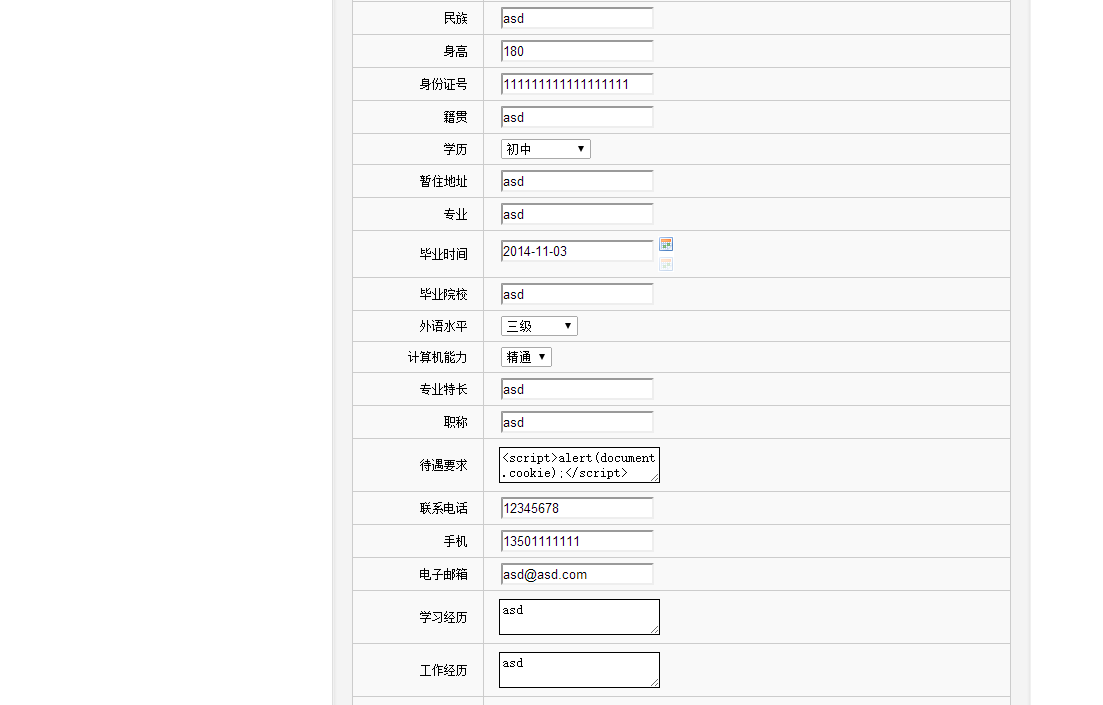 民族 asd
身高 180
身份证号 111111111111111111
籍贯 asd
学历 初中
暂住地址 asd
专业 asd
毕业时间 2014-11-03
毕业院校 asd
外语水平 三级
计算机能力 精通
专业特长 asd
职称 asd
待遇要求 <script>alert(document
.cookie);</script>
联系电话 12345678
手机 13501111111
电子邮箱 asd@asd.com
学习经历 asd
工作经历 asd